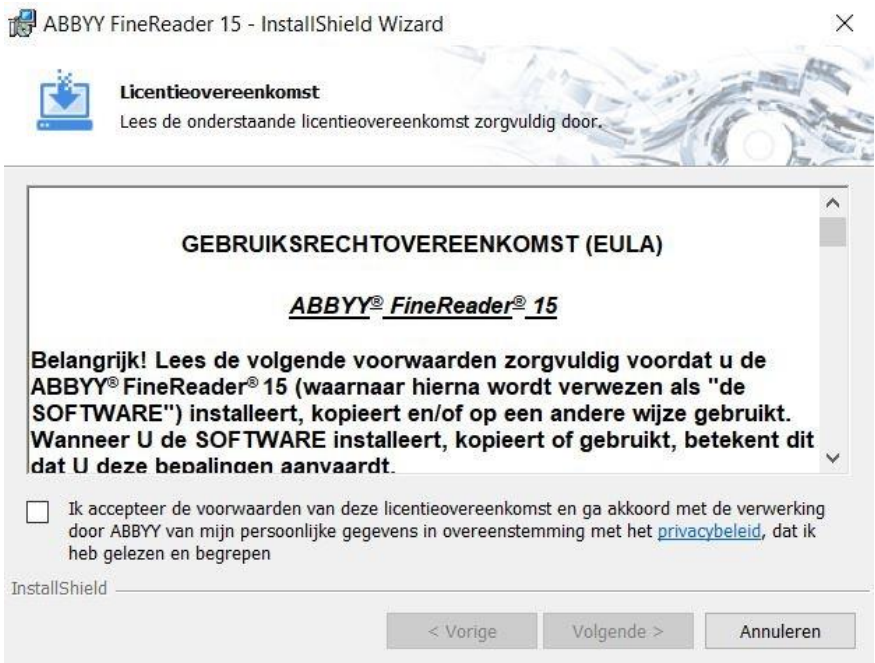 ABBYY FineReader 15 - InstallShield Wizard
Licentieovereenkomst
Lees de onderstaande licentieovereenkomst zorgvuldig door.
GEBRUIKSRECHTOVEREENKOMST (EULA)
ABBYY® FineReader® 15
Belangrijk! Lees de volgende voorwaarden zorgvuldig voordat u de
ABBYY® FineReader® 15 (waarnaar hierna wordt verwezen als "de
SOFTWARE") installeert, kopieert en/of op een andere wijze gebruikt.
Wanneer U de SOFTWARE installeert, kopieert of gebruikt, betekent dit
dat U deze bepalingen aanvaardt.
Ik accepteer de voorwaarden van deze licentieovereenkomst en ga akkoord met de verwerking
door ABBYY van mijn persoonlijke gegevens in overeenstemming met het privacybeleid, dat ik
heb gelezen en begrepen
InstallShield
< Vorige
Volgende >
Annuleren